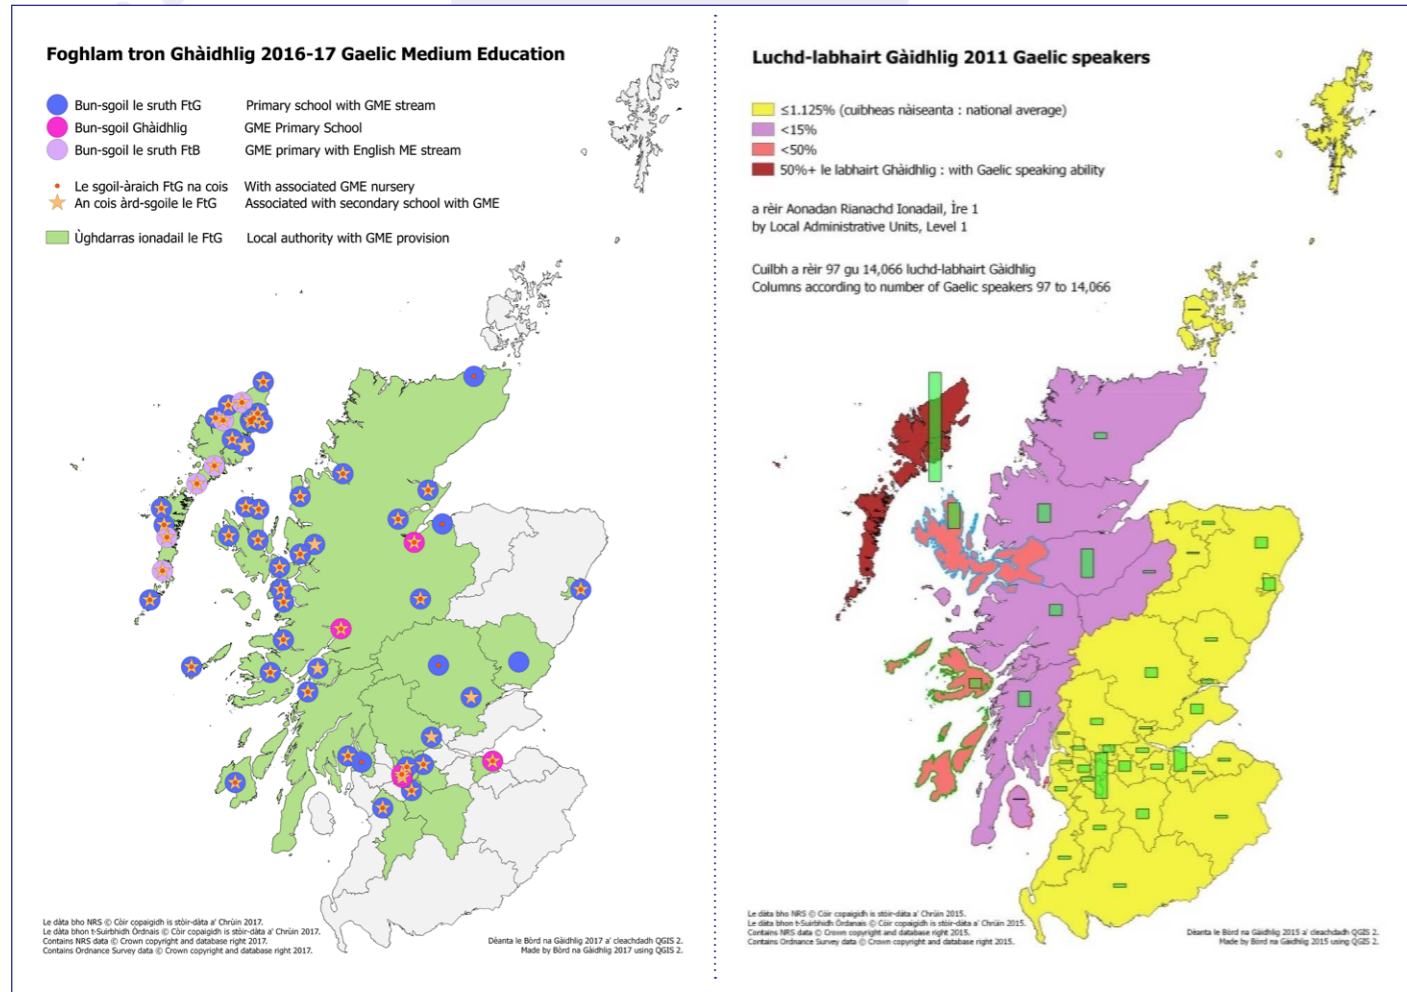 Foghlam tron Ghàidhlig 2016-17 Gaelic Medium Education
Bun-sgoil le sruth FtG Primary school with GME stream
Bun-sgoil Ghàidhlig GME Primary School
Bun-sgoil le sruth FtB GME primary with English ME stream
Le sgoil-àraich FtG na cois With associated GME nursery
An cois àrd-sgoile le FtG Associated with secondary school with GME
Ùghdarras ionadail le FtG Local authority with GME provision
Le dàta bho NRS © Còir copaigidh is stòir-dàta a' Chrùin 2017.
Le dàta bhon t-Suirbhidh Òrdnais © Còir copaigidh is stòir-dàta a' Chrùin 2017.
Contains NRS data © Crown copyright and database right 2017.
Contains Ordnance Survey data © Crown copyright and database right 2017.
Dèanta le Bòrd na Gàidhlig 2017 a' cleachdadh QGIS 2.
Made by Bòrd na Gàidhlig 2017 using QGIS 2.
Luchd-labhairt Gàidhlig 2011 Gaelic speakers
≤1.125% (cuibheas nàiseanta : national average)
<15%
<50%
50%+ le labhairt Ghàidhlig : with Gaelic speaking ability
a rèir Aonadan Rianachd Ionadail, Ìre 1
by Local Administrative Units, Level 1
Cuilbh a rèir 97 gu 14,066 luchd-labhairt Gàidhlig
Columns according to number of Gaelic speakers 97 to 14,066
Le dàta bho NRS © Còir copaigidh is stòir-dàta a' Chrùin 2015.
Le dàta bhon t-Suirbhidh Òrdanais © Còir copaigidh is stòir-dàta a' Chrùin 2015.
Contains NRS data © Crown copyright and database right 2015.
Contains Ordnance Survey data © Crown copyright and database right 2015.
Dèanta le Bòrd na Gàidhlig 2015 a' cleachdadh QGIS 2.
Made by Bòrd na Gàidhlig 2015 using QGIS 2.